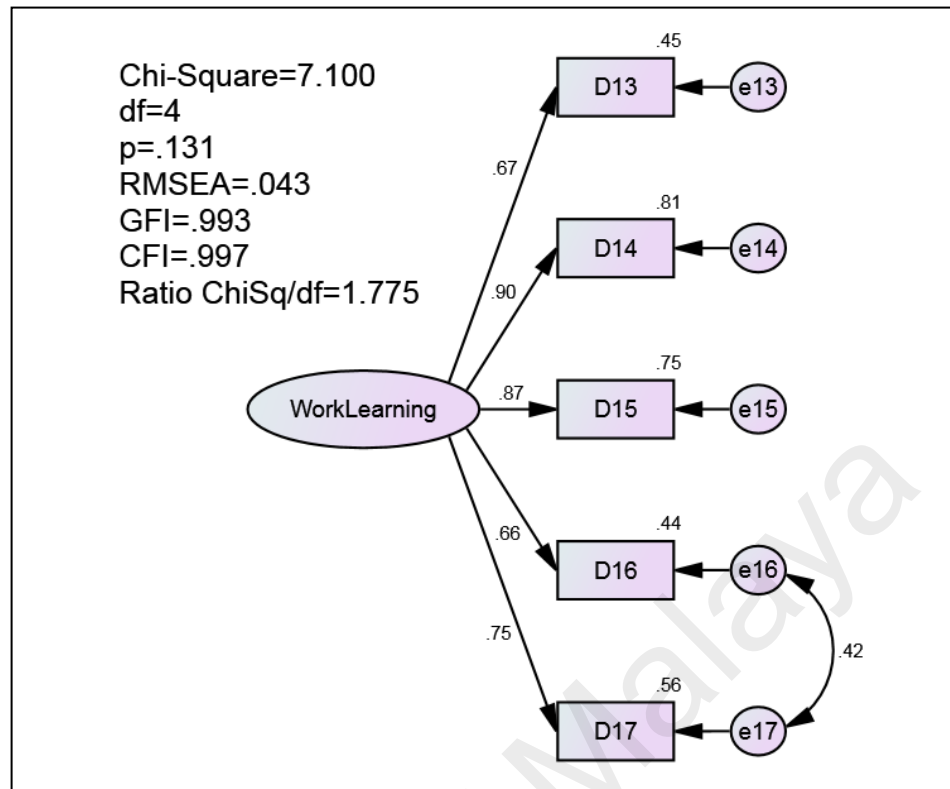 Chi-Square=7.100
df=4
p=.131
RMSEA=.043
GFI=.993
CFI=.997
Ratio ChiSq/df=1.775
.45
D13
e13
.67
.81
D14
e14
.90
.75
D15
e15
.87
WorkLearning
.44
D16
e16
.66
.42
.75
.56
D17
e17
Malaya